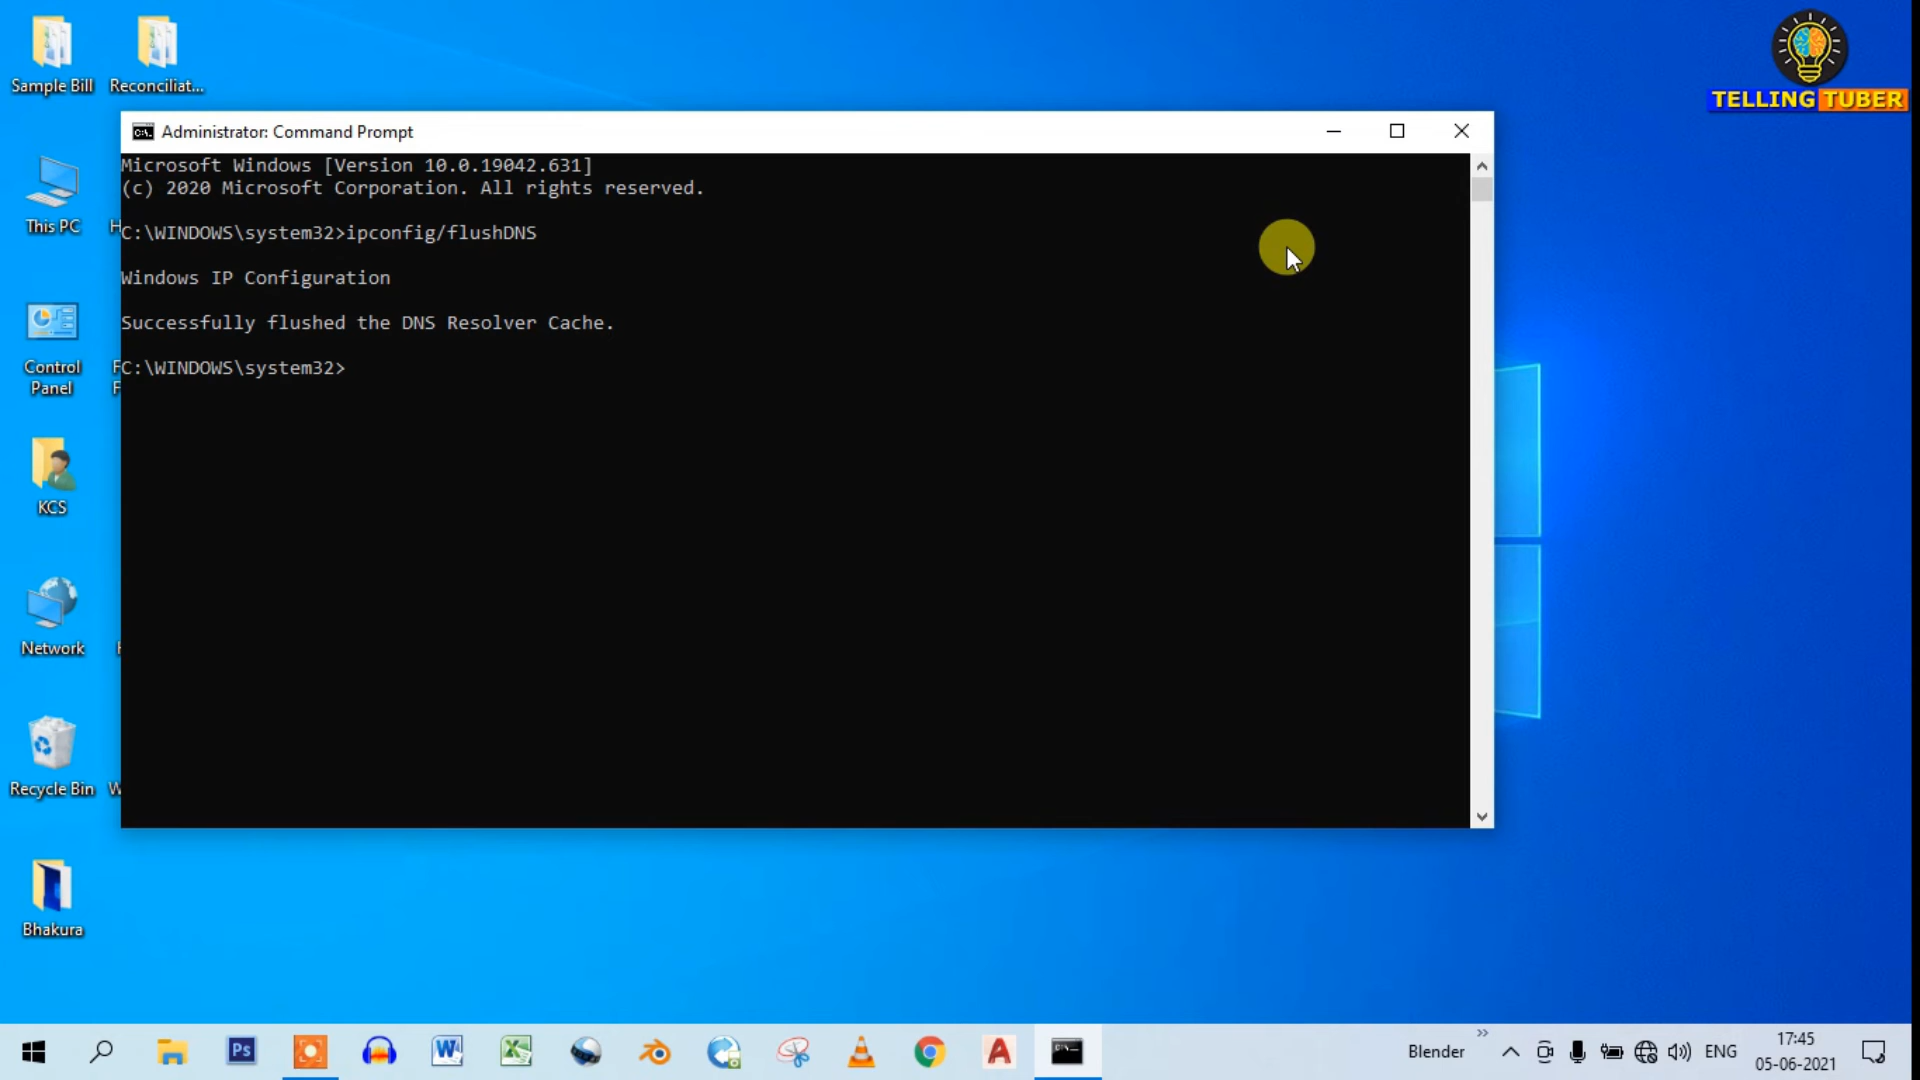 Sample Bill
Reconciliat...
TELLING TUBER
Administrator: Command Prompt
Microsoft Windows [Version 10.0.19042.631]
(c) 2020 Microsoft Corporation. All rights reserved.
C:\WINDOWS\system32>ipconfig/flushDNS
Windows IP Configuration
Successfully flushed the DNS Resolver Cache.
C:\WINDOWS\system32>
This PC
Control
Panel
KCS
Network
Recycle Bin
Bhakura
Ps
Blender
ENG
17:45
05-06-2021